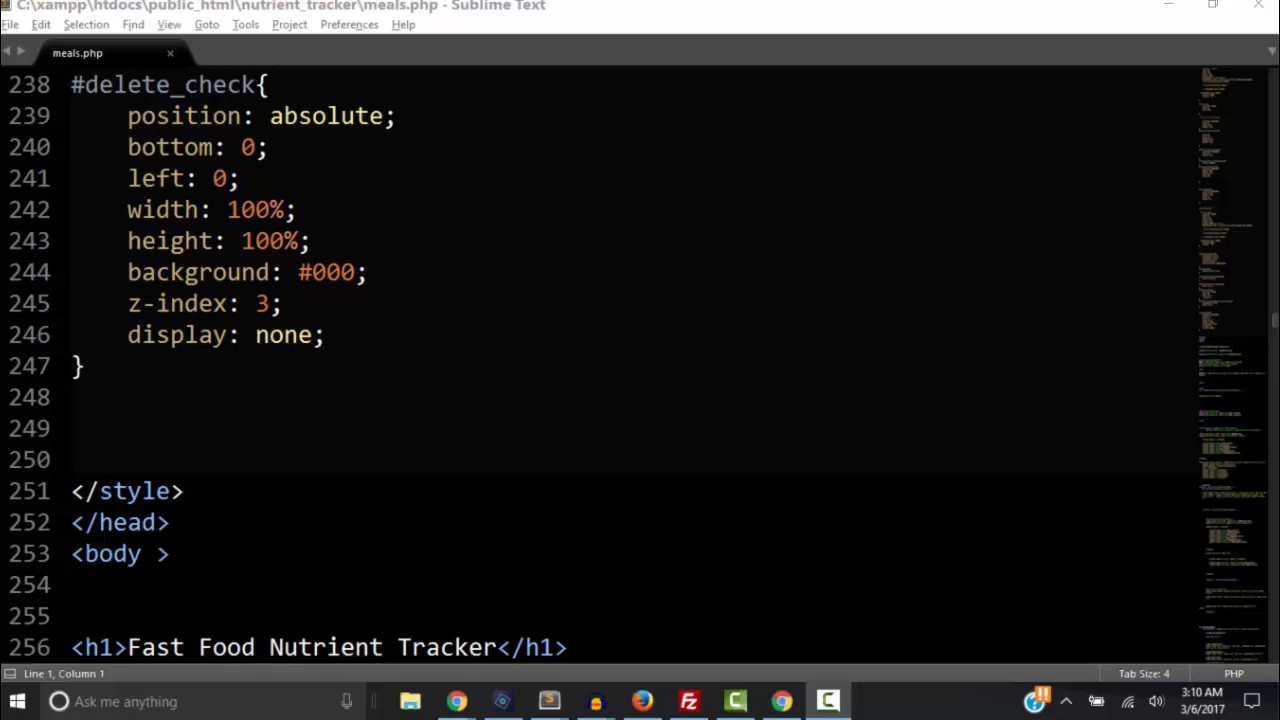 C:\xampp\htdocs\public_html\nutrient_tracker\meals.php - Sublime Text
File Edit Selection Find View Goto Tools Project Preferences Help
meals.php ×
238 #delete_check{
239 position: absolute;
240 bottom: 0;
241 left: 0;
242 width: 100%;
243 height: 100%;
244 background: #000;
245 z-index: 3;
246 display: none;
247 }
248
249
250
251 </style>
252 </head>
253 <body >
254
255
256 <h1>Fast Food Nutrient Tracker</h1>
Line 1, Column 1 Tab Size: 4 PHP
Ask me anything
3:10 AM
3/6/2017